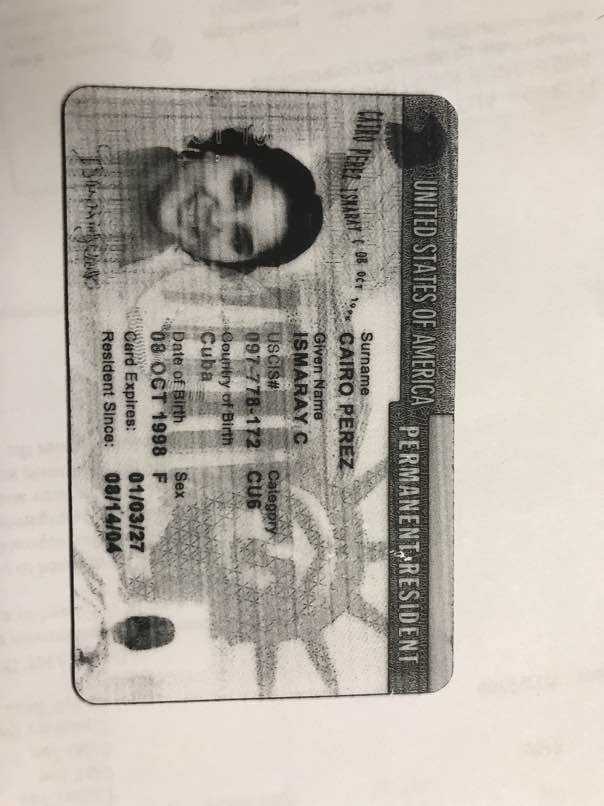 UNITED STATES OF AMERICA PERMANENT RESIDENT
CAIRO PEREZ ISMARAY C 08 OCT
Surname
CAIRO PEREZ
Given Name
ISMARAY C
USCIS# Category
097-778-172 CU6
Country of Birth
Cuba
Date of Birth Sex
08 OCT 1998 F
Card Expires: 01/03/27
Resident Since: 08/14/04